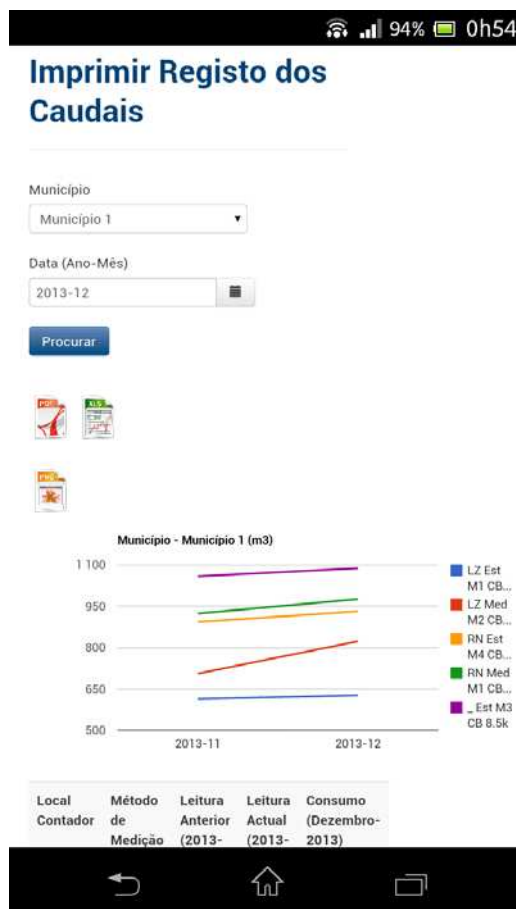 94% 0h54
Imprimir Registo dos
Caudais
Município
Município 1
Data (Ano-Mês)
2013-12
Procurar
PDF XLS
PNG
Município - Município 1 (m3)
1 100
950
800
650
500
2013-11 2013-12
LZ Est
M1 CB...
LZ Med
M2 CB...
RN Est
M4 CB...
RN Med
M1 CB...
_ Est M3
CB 8.5k
Local Método Leitura Leitura Consumo
Contador de Anterior Actual (Dezembro-
Medição (2013- (2013- 2013)